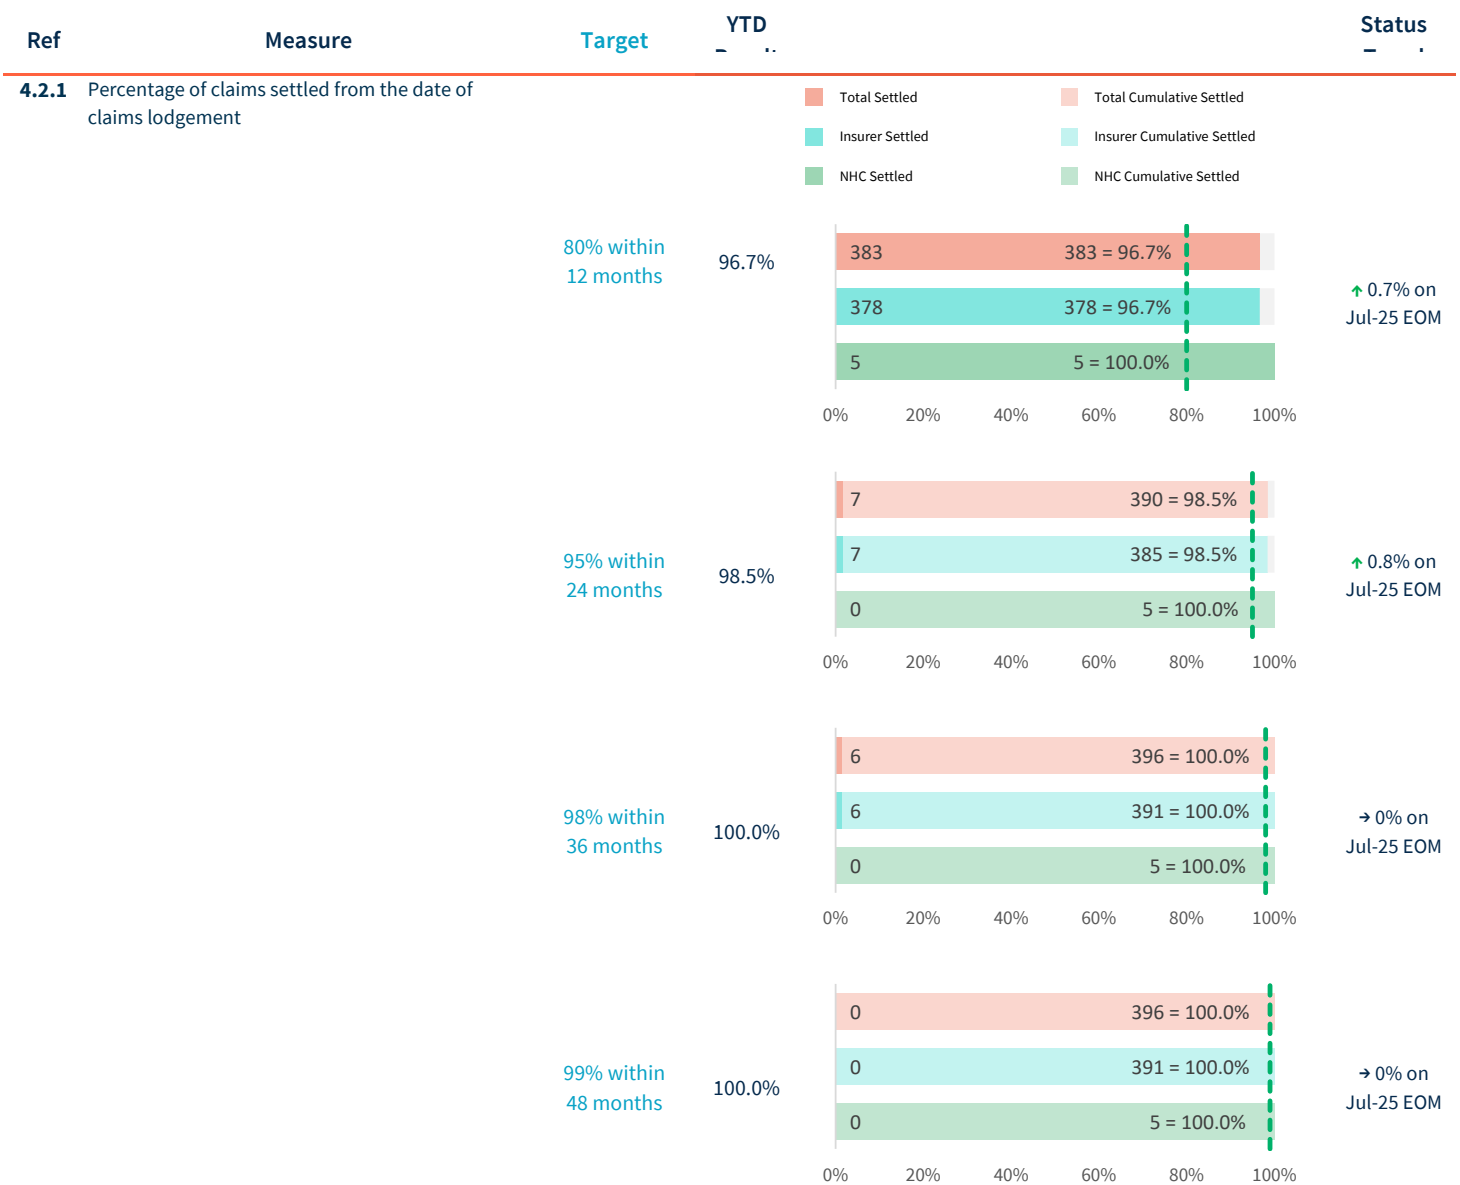 Ref Measure Target YTD Status
4.2.1 Percentage of claims settled from the date of
claims lodgement
Total Settled Total Cumulative Settled
Insurer Settled Insurer Cumulative Settled
NHC Settled NHC Cumulative Settled
80% within
12 months
96.7%
383 383 = 96.7%
378 378 = 96.7%
5 5 = 100.0%
0% 20% 40% 60% 80% 100%
↑ 0.7% on
Jul-25 EOM
95% within
24 months
98.5%
7 390 = 98.5%
7 385 = 98.5%
0 5 = 100.0%
0% 20% 40% 60% 80% 100%
↑ 0.8% on
Jul-25 EOM
98% within
36 months
100.0%
6 396 = 100.0%
6 391 = 100.0%
0 5 = 100.0%
0% 20% 40% 60% 80% 100%
→ 0% on
Jul-25 EOM
99% within
48 months
100.0%
0 396 = 100.0%
0 391 = 100.0%
0 5 = 100.0%
0% 20% 40% 60% 80% 100%
→ 0% on
Jul-25 EOM